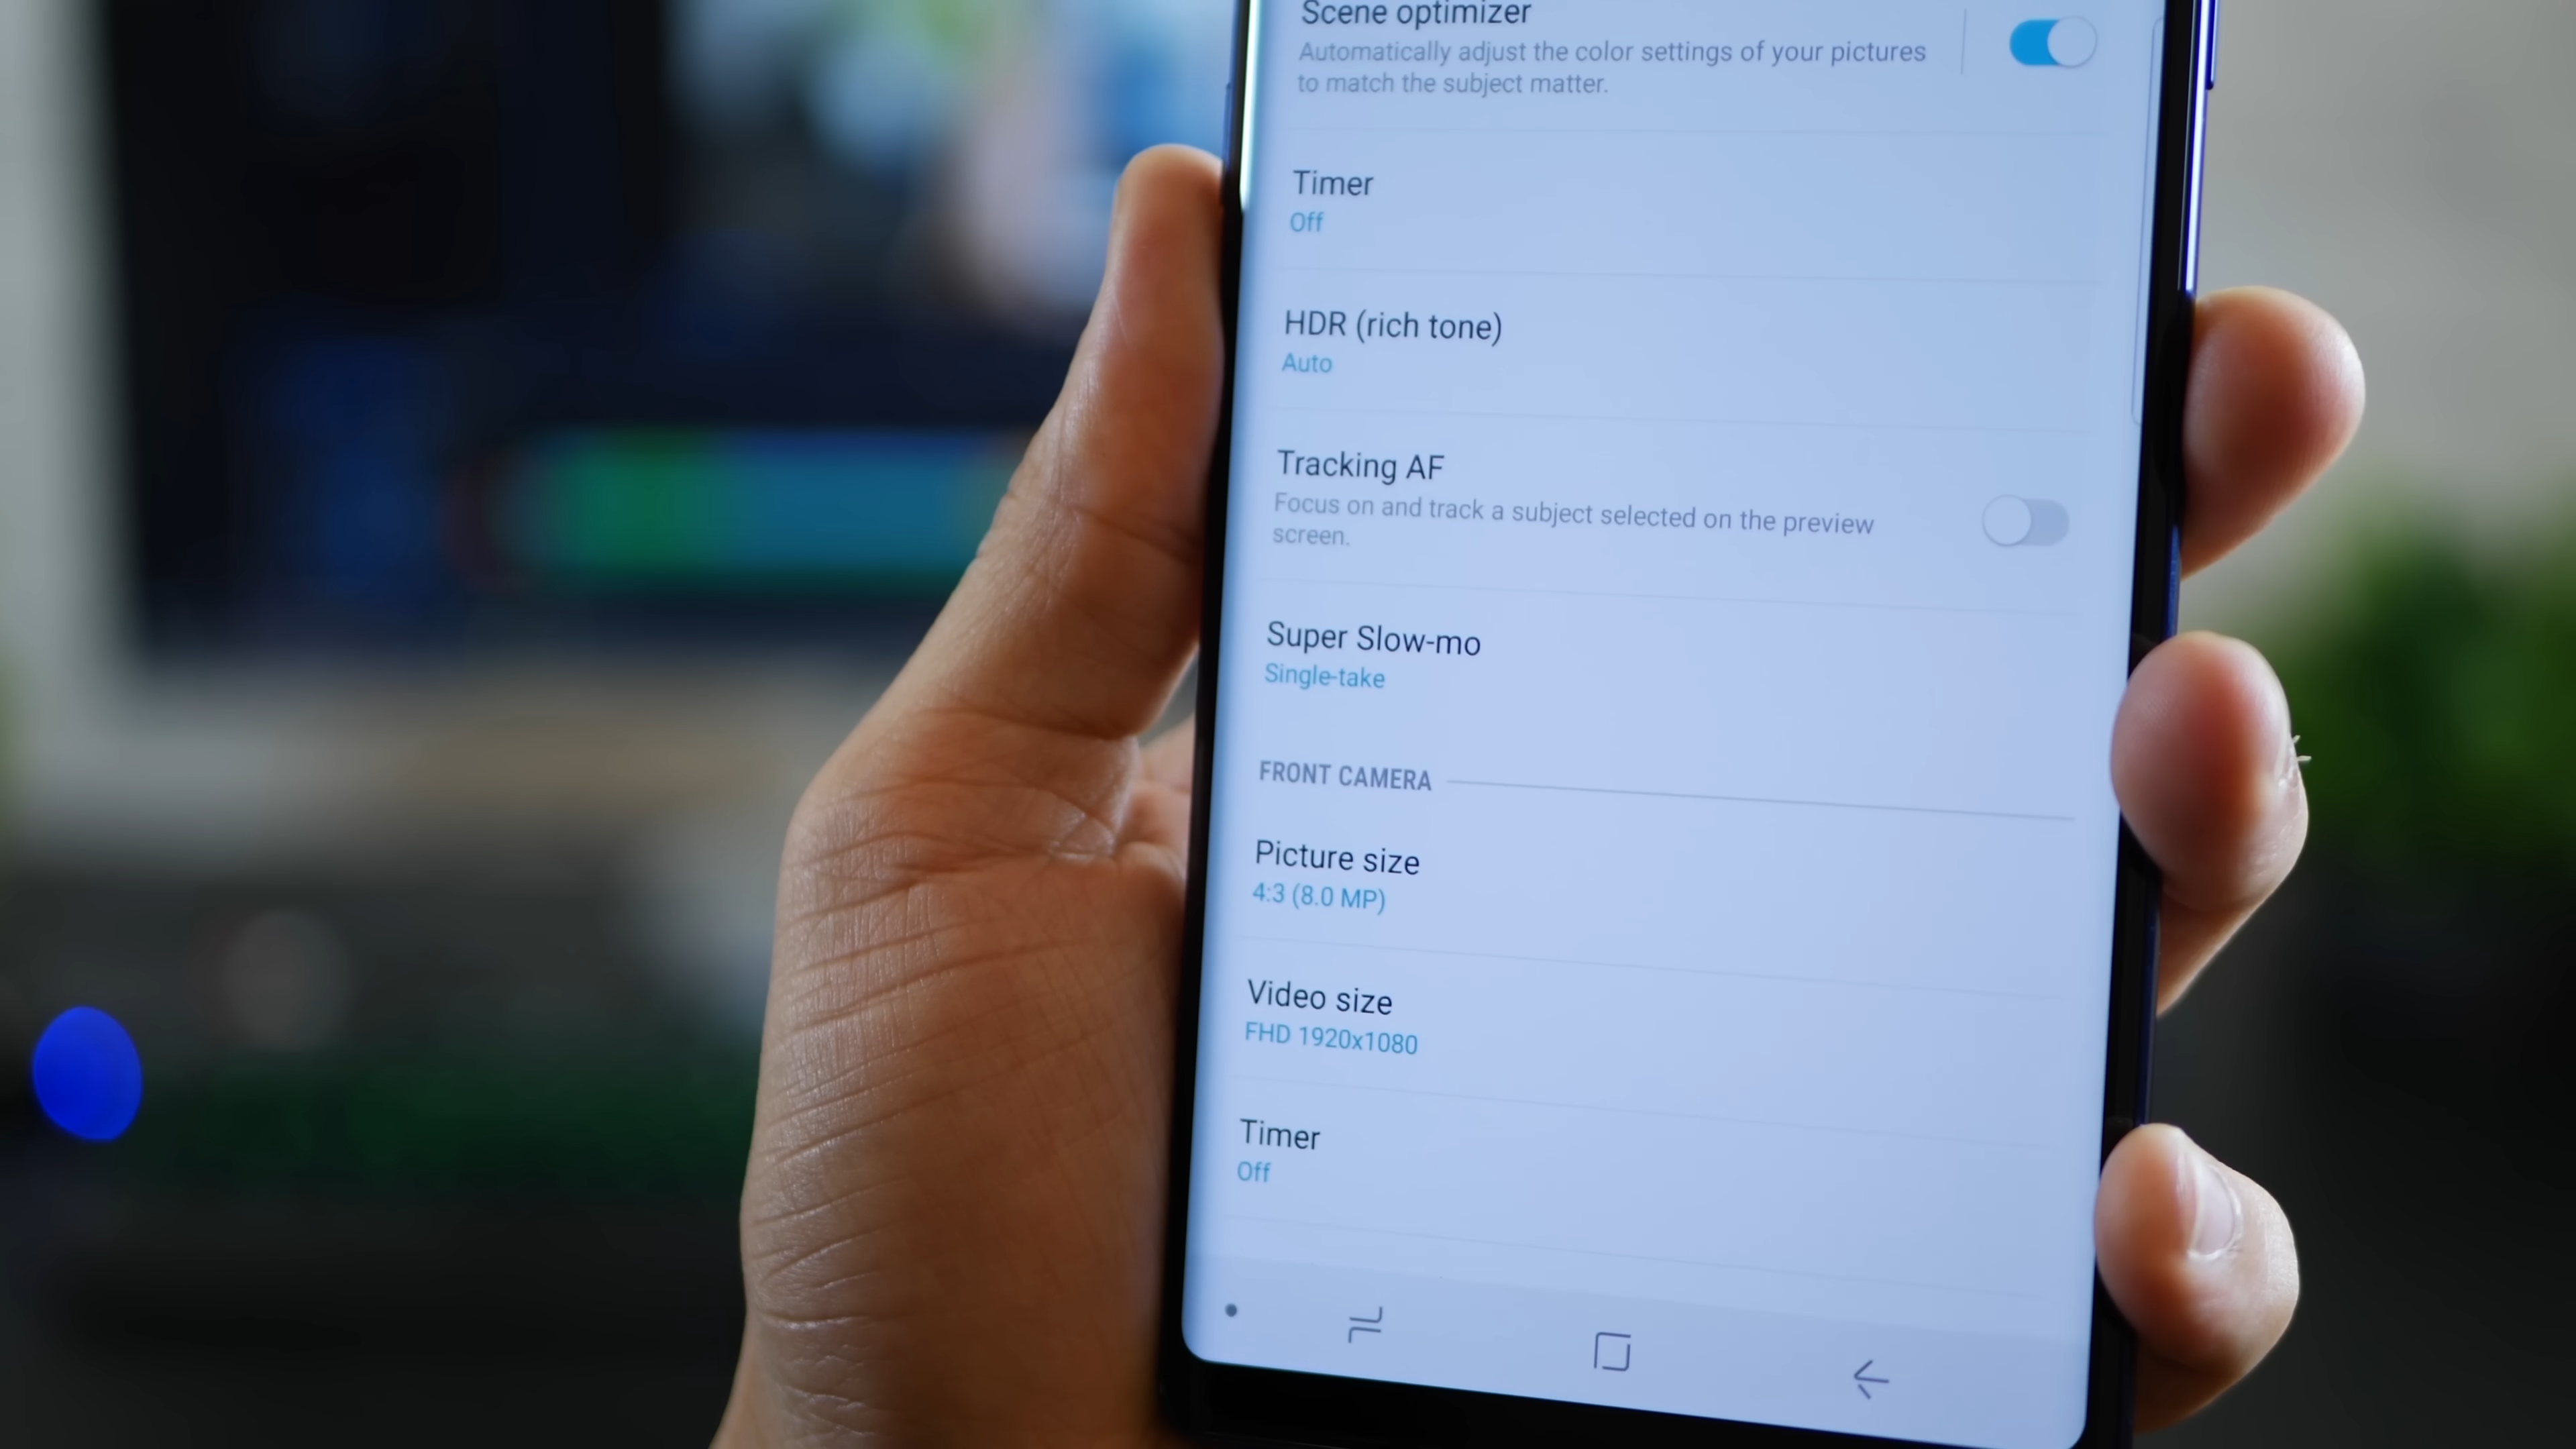 Scene optimizer
Automatically adjust the color settings of your pictures
to match the subject matter.
Timer
Off
HDR (rich tone)
Auto
Tracking AF
Focus on and track a subject selected on the preview
screen.
Super Slow-mo
Single-take
FRONT CAMERA
Picture size
4:3 (8.0 MP)
Video size
FHD 1920x1080
Timer
Off